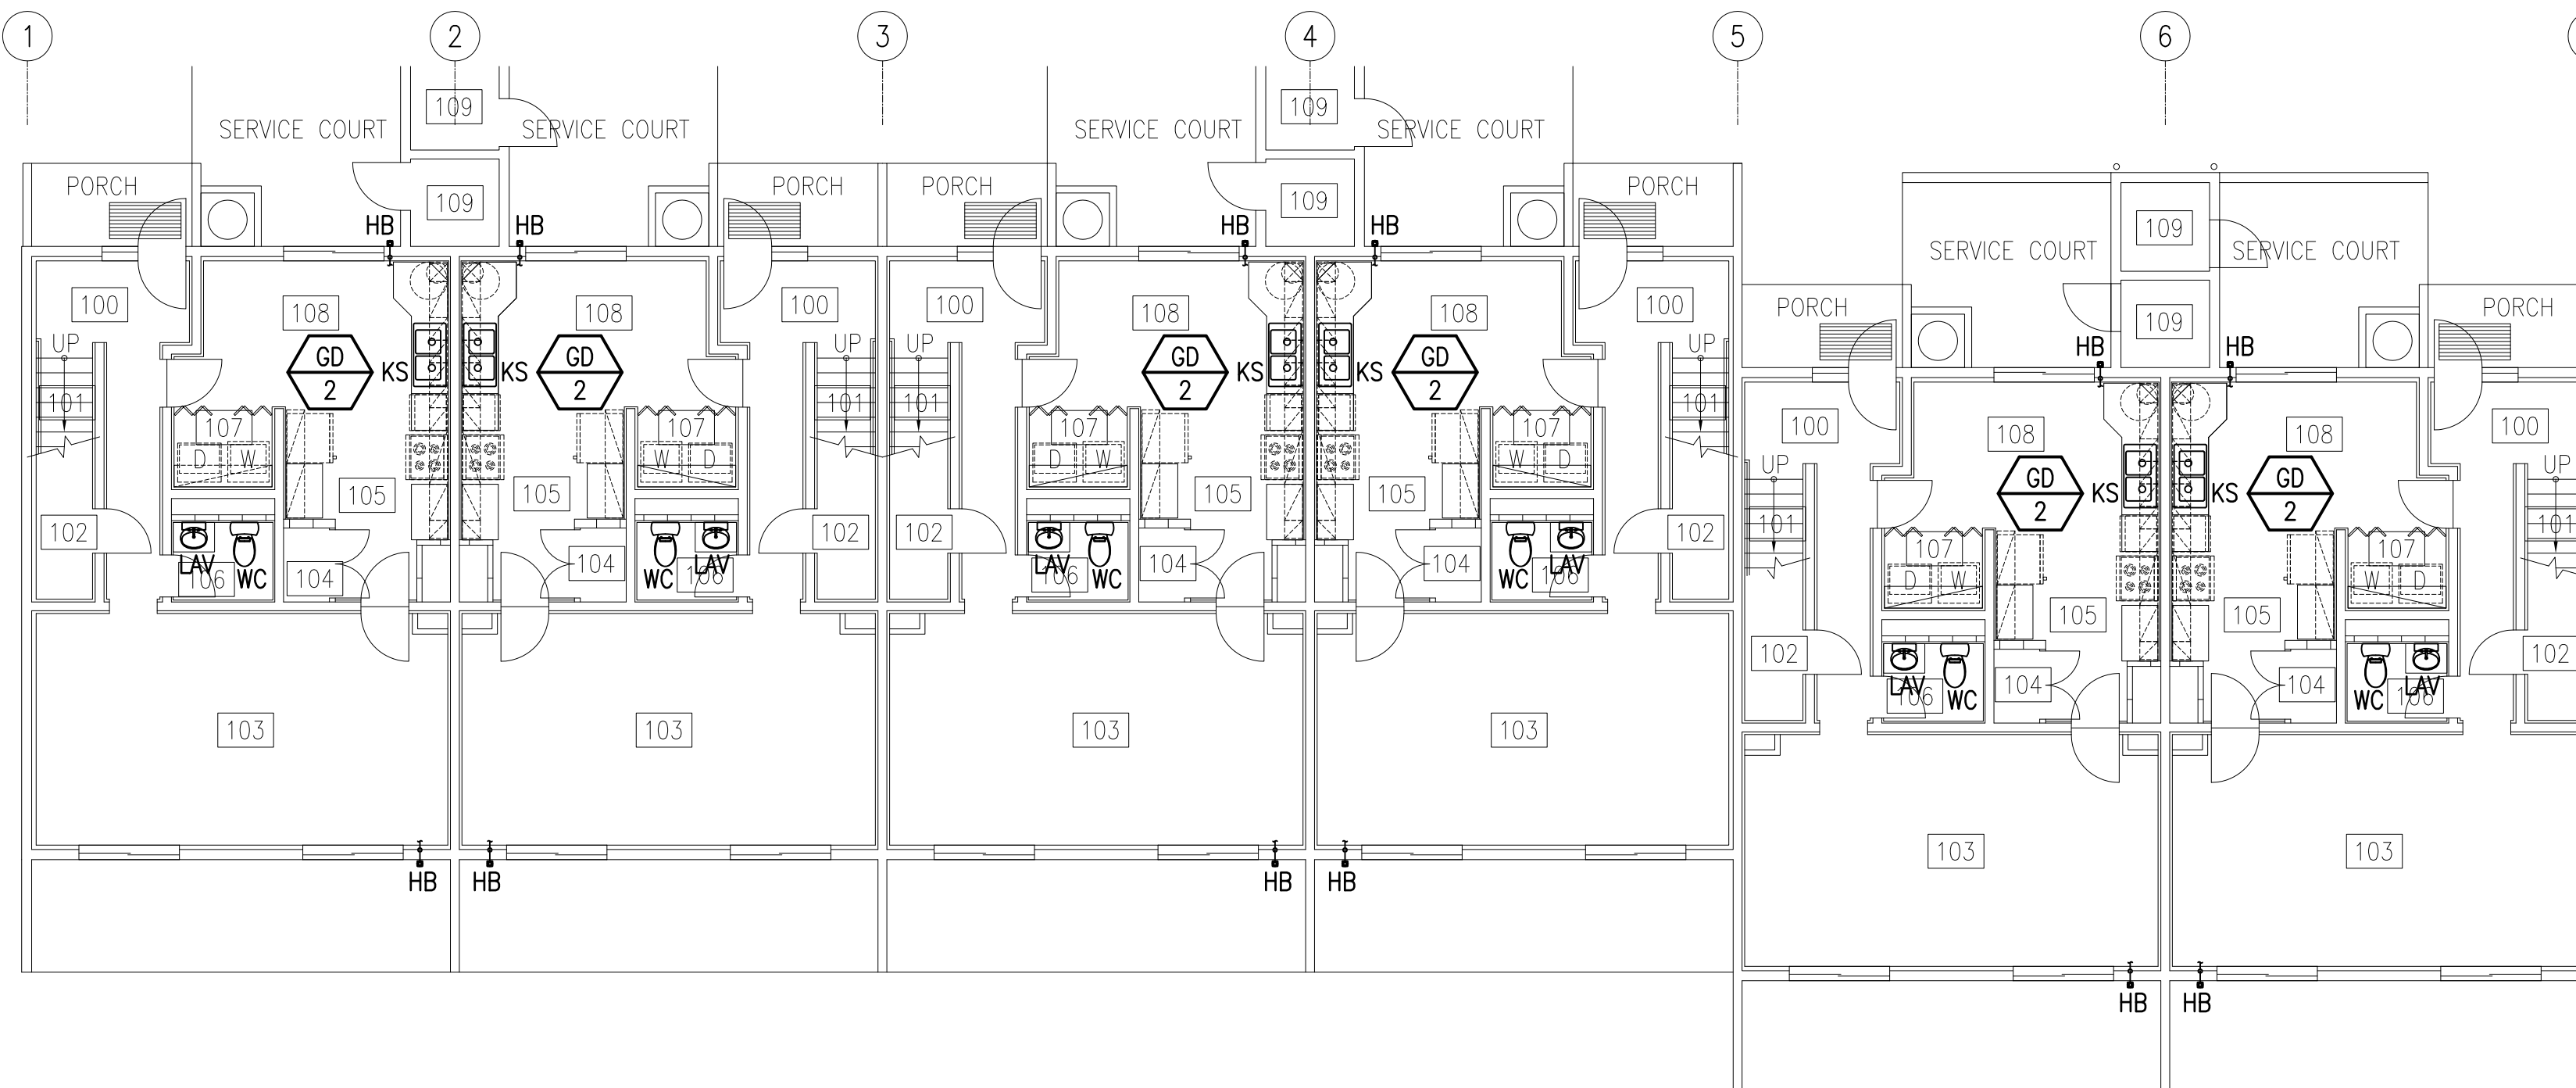 1 2 3 4 5 6
109 109
SERVICE COURT SERVICE COURT SERVICE COURT SERVICE COURT
PORCH PORCH PORCH PORCH
109 109
HB HB HB HB
109
SERVICE COURT SERVICE COURT
100 108 108 100 100 108 108 100
PORCH PORCH
109
UP UP UP UP
HB HB
GD GD GD GD
KS KS KS KS
2 2 2 2
101 101 101 101
100 108 108 100
107 107 107 107
D W W D D W W D
UP UP
GD GD
105 105 105 105
KS KS
2 2
102 102 102 102
101 101
107 107
LAV 106 WC 104 104 WC 106 LAV LAV 106 WC 104 104 WC 106 LAV
D W W D
105 105
102 102
LAV 106 WC 104 104 WC 106 LAV
103 103 103 103
103 103
HB HB HB HB
HB HB